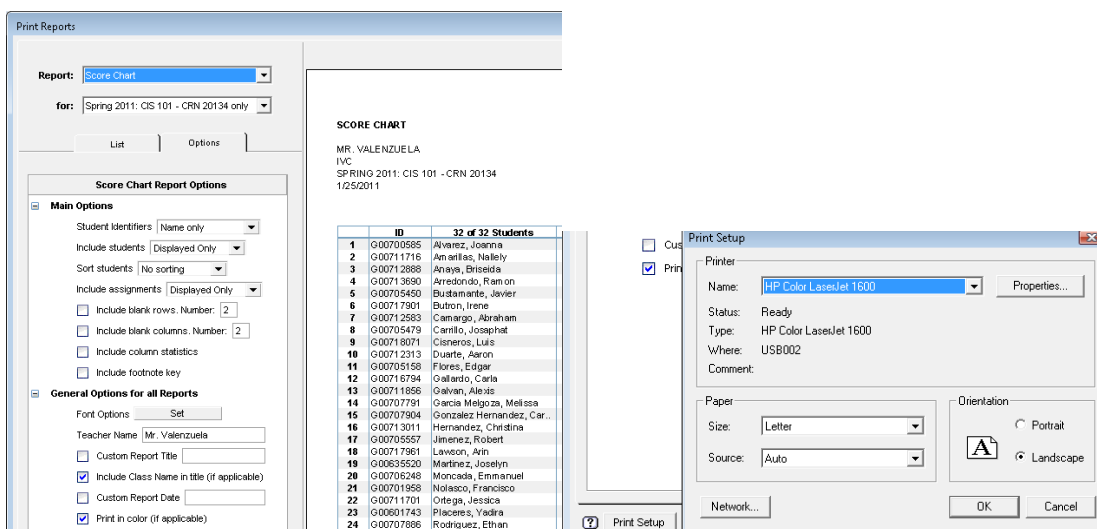 Print Reports
Report: Score Chart
for: Spring 2011: CIS 101 - CRN 20134 only
List Options
Score Chart Report Options
Main Options
Student Identifiers Name only
Include students Displayed Only
Sort students No sorting
Include assignments Displayed Only
Include blank rows. Number: 2
Include blank columns. Number: 2
Include column statistics
Include footnote key
General Options for all Reports
Font Options Set
Teacher Name Mr. Valenzuela
Custom Report Title
Include Class Name in title (if applicable)
Custom Report Date
Print in color (if applicable)
SCORE CHART
MR. VALENZUELA
IVC
SPRING 2011: CIS 101 - CRN 20134
1/25/2011
ID 32 of 32 Students
1 G00700585 Alvarez, Joanna
2 G00711716 Amarillas, Nallely
3 G00712888 Anaya, Briseida
4 G00713690 Arredondo, Ramon
5 G00705450 Bustamante, Javier
6 G00717901 Butron, Irene
7 G00712583 Camargo, Abraham
8 G00705479 Carrillo, Josaphat
9 G00718071 Cisneros, Luis
10 G00712313 Duarte, Aaron
11 G00705158 Flores, Edgar
12 G00716794 Gallardo, Carla
13 G00711856 Galvan, Alexis
14 G00707791 Garcia Melgoza, Melissa
15 G00707904 Gonzalez Hernandez, Car..
16 G00713011 Hernandez, Christina
17 G00705557 Jimenez, Robert
18 G00717961 Lawson, Arin
19 G00635520 Martinez, Joselyn
20 G00706248 Moncada, Emmanuel
21 G00701958 Nolasco, Francisco
22 G00711701 Ortega, Jessica
23 G00601743 Placeres, Yadira
24 G00707886 Rodriguez, Ethan
Cus
Prin
Print Setup
Print Setup
Printer
Name: HP Color LaserJet 1600 Properties...
Status: Ready
Type: HP Color LaserJet 1600
Where: USB002
Comment:
Paper
Size: Letter
Source: Auto
Orientation
A
Portrait
Landscape
Network... OK Cancel